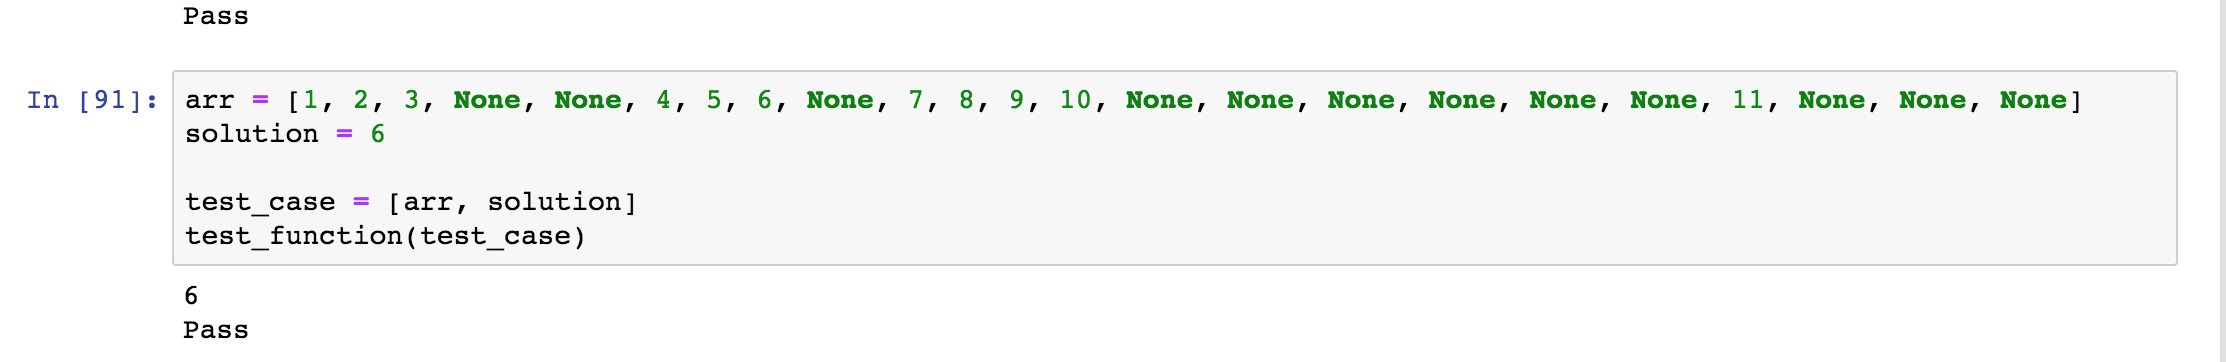 Pass
In [91]: arr = [1, 2, 3, None, None, 4, 5, 6, None, 7, 8, 9, 10, None, None, None, None, None, None, 11, None, None, None]
solution = 6
test_case = [arr, solution]
test_function(test_case)
6
Pass